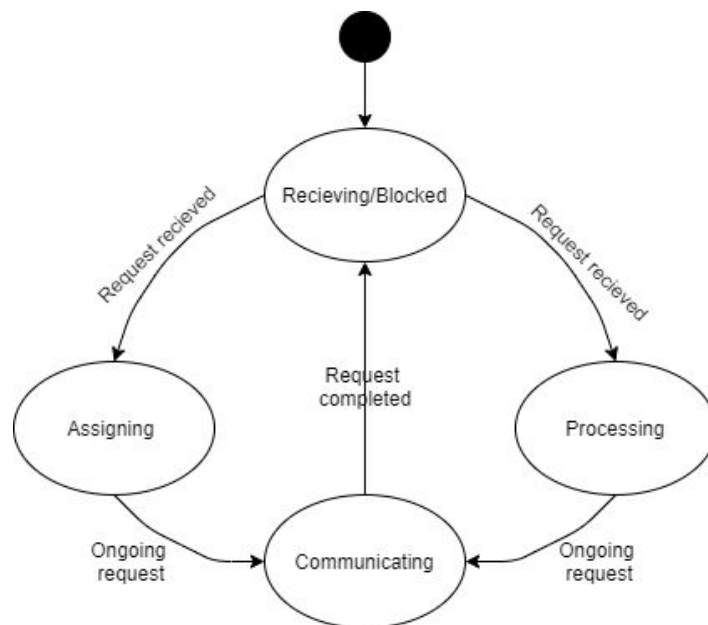 Recieving/Blocked
Request recieved
Request recieved
Request
completed
Assigning
Processing
Ongoing
request
Communicating
Ongoing
request